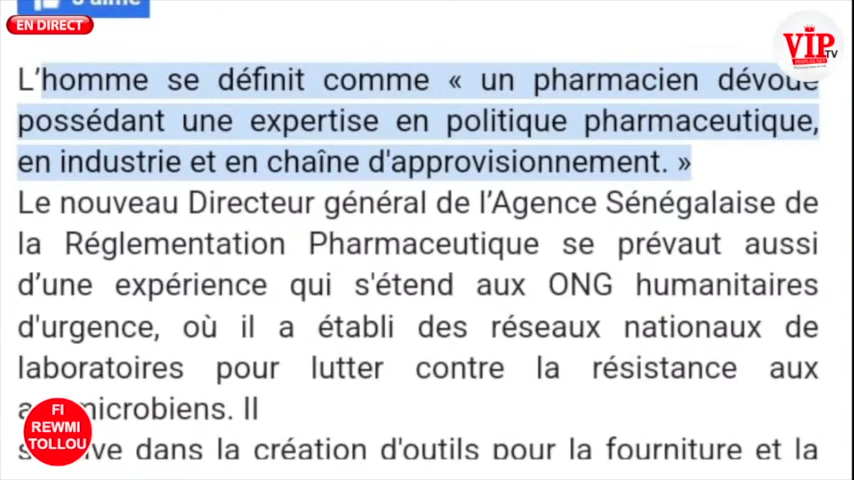 J'aime
EN DIRECT
VIP
TV
L'homme se définit comme « un pharmacien dévoué
possédant une expertise en politique pharmaceutique,
en industrie et en chaîne d'approvisionnement. »
Le nouveau Directeur général de l'Agence Sénégalaise de
la Réglementation Pharmaceutique se prévaut aussi
d'une expérience qui s'étend aux ONG humanitaires
d'urgence, où il a établi des réseaux nationaux de
laboratoires pour lutter contre la résistance aux
microbiens. Il
dans la création d'outils pour la fourniture et la
FI
REWMI
TOLLOU